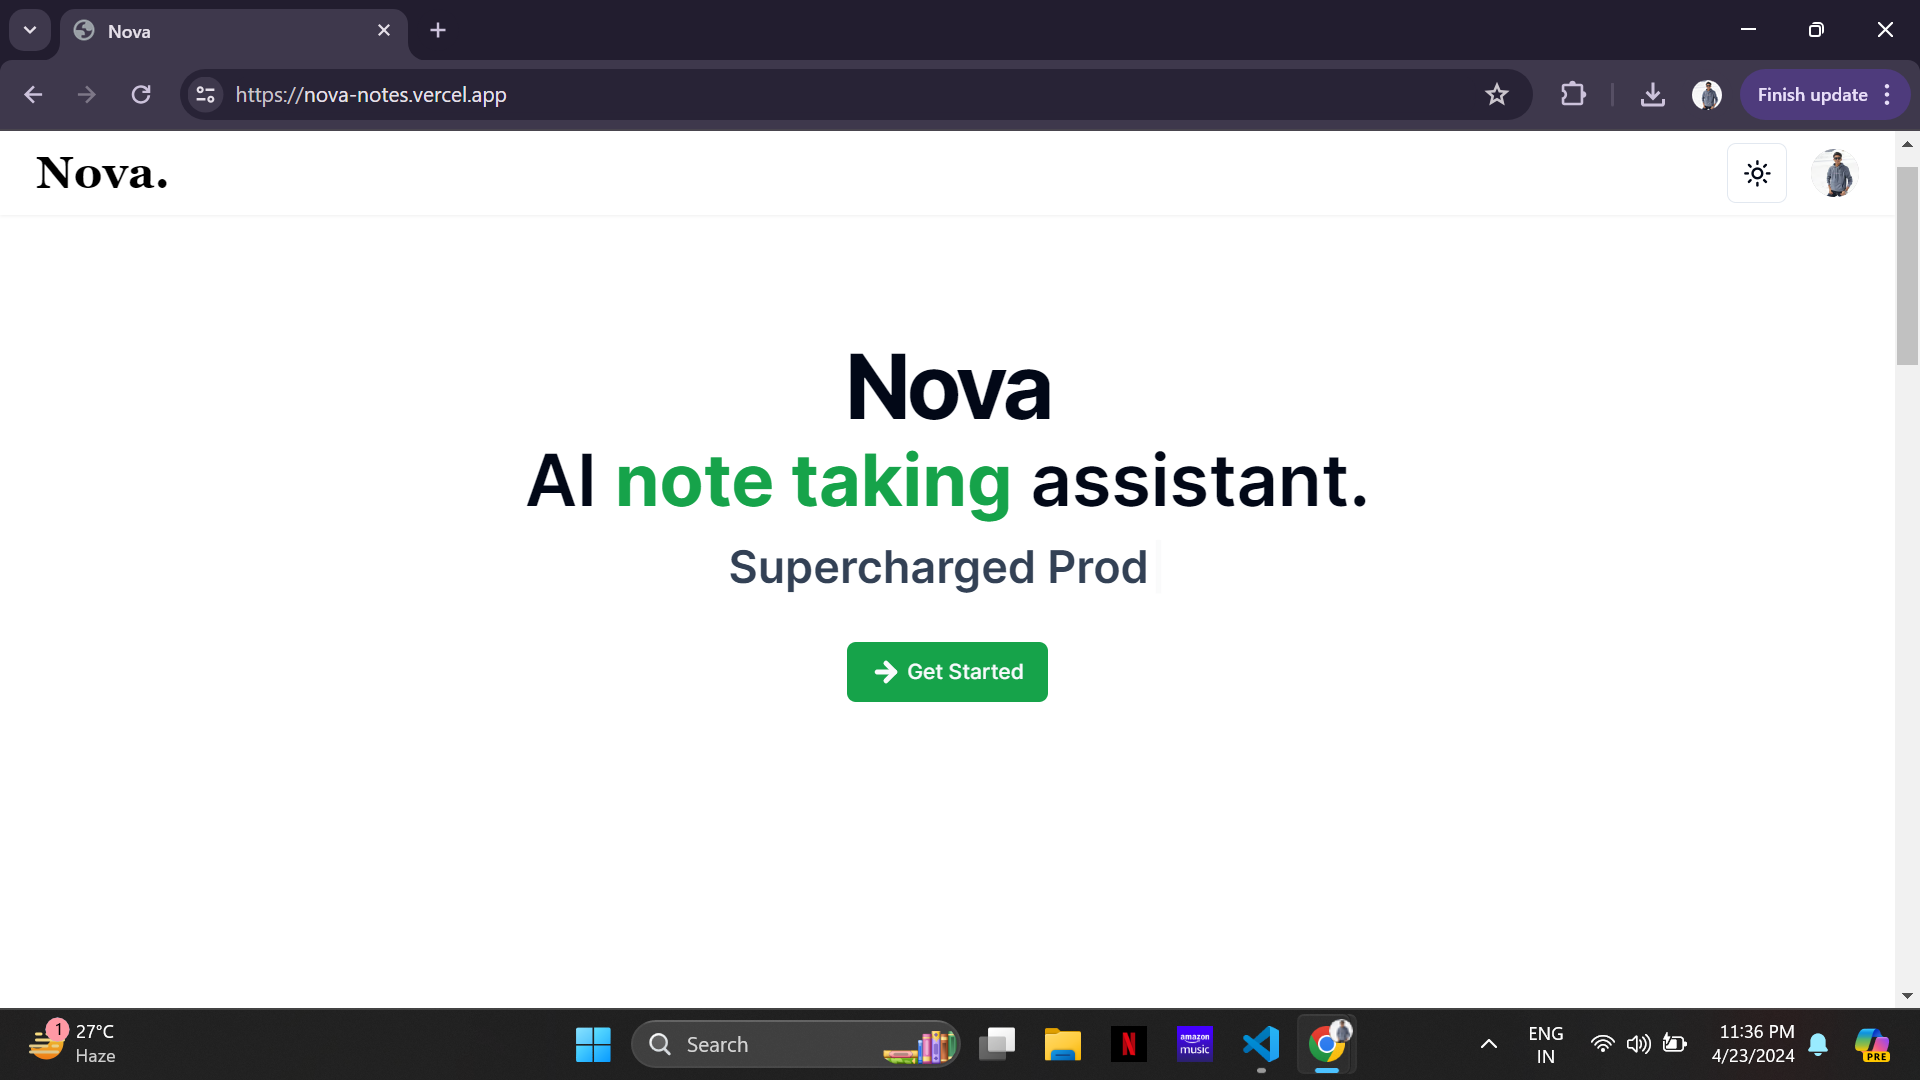 Nova
https://nova-notes.vercel.app
Finish update
Nova.
Nova
AI note taking assistant.
Supercharged Prod
Get Started
1
27°C
Haze
Search
amazon
music
ENG
IN
11:36 PM
4/23/2024
PRE